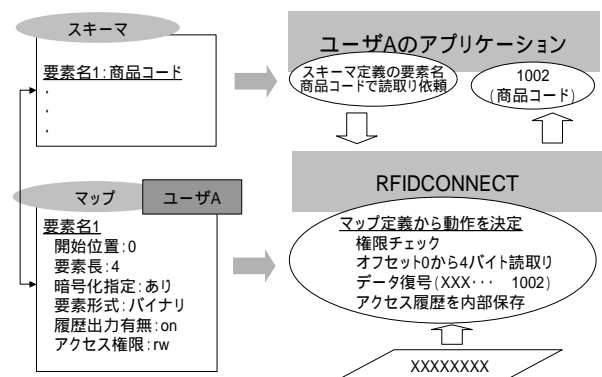 スキーマ
要素名1:商品コード
.
.
.
ユーザAのアプリケーション
スキーマ定義の要素名
商品コードで読取り依頼
1002
(商品コード)
マップ
ユーザA
要素名1
開始位置:0
要素長:4
暗号化指定:あり
要素形式:バイナリ
履歴出力有無:on
アクセス権限:rw
RFIDCONNECT
マップ定義から動作を決定
権限チェック
オフセット0から4バイト読取り
データ復号(XXX··· 1002)
アクセス履歴を内部保存
XXXXXXXX